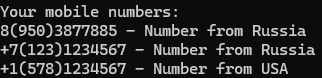 Your mobile numbers:
8(950)3877885 – Number from Russia
+7(123)1234567 – Number from Russia
+1(578)1234567 – Number from USA